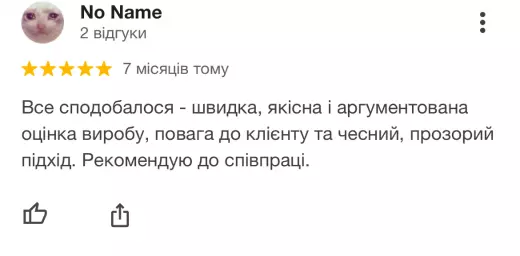 No Name
2 відгуки
7 місяців тому
Все сподобалося - швидка, якісна і аргументована
оцінка виробу, повага до клієнту та чесний, прозорий
підхід. Рекомендую до співпраці.